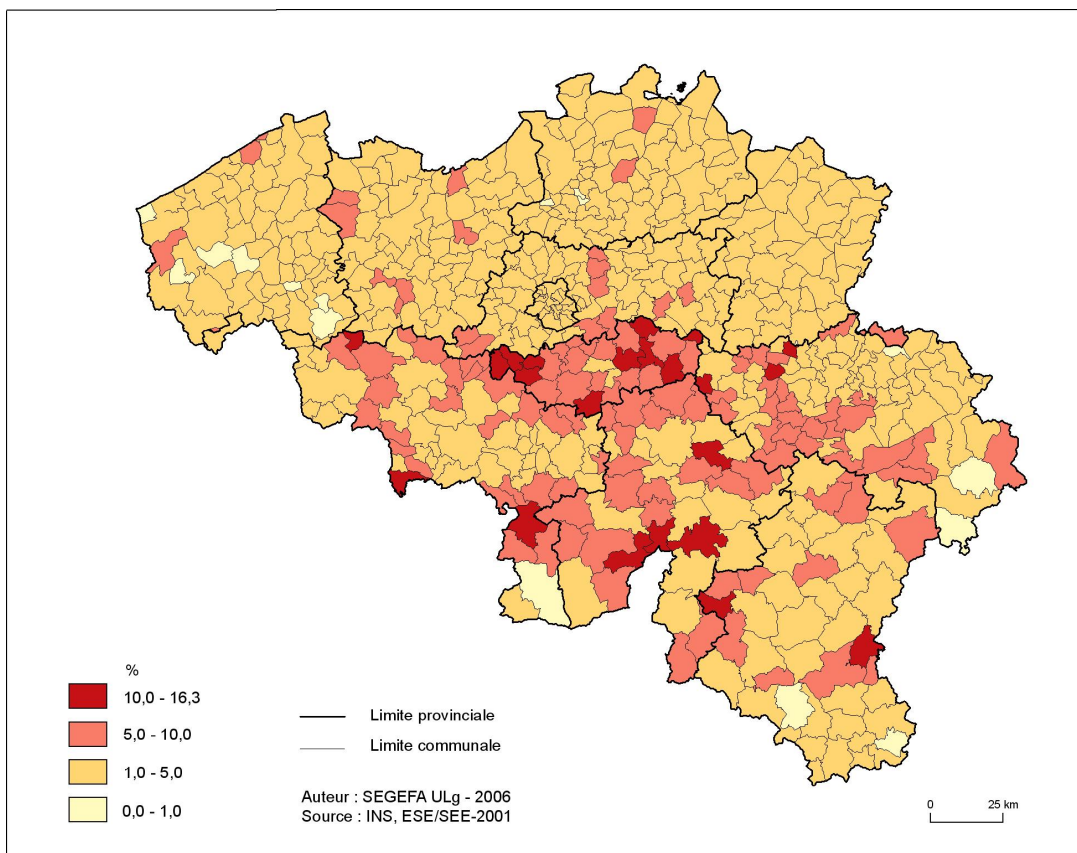 %
10,0 - 16,3
5,0 - 10,0
1,0 - 5,0
0,0 - 1,0
Limite provinciale
Limite communale
Auteur : SEGEFA ULg - 2006
Source : INS, ESE/SEE-2001
0 25 km